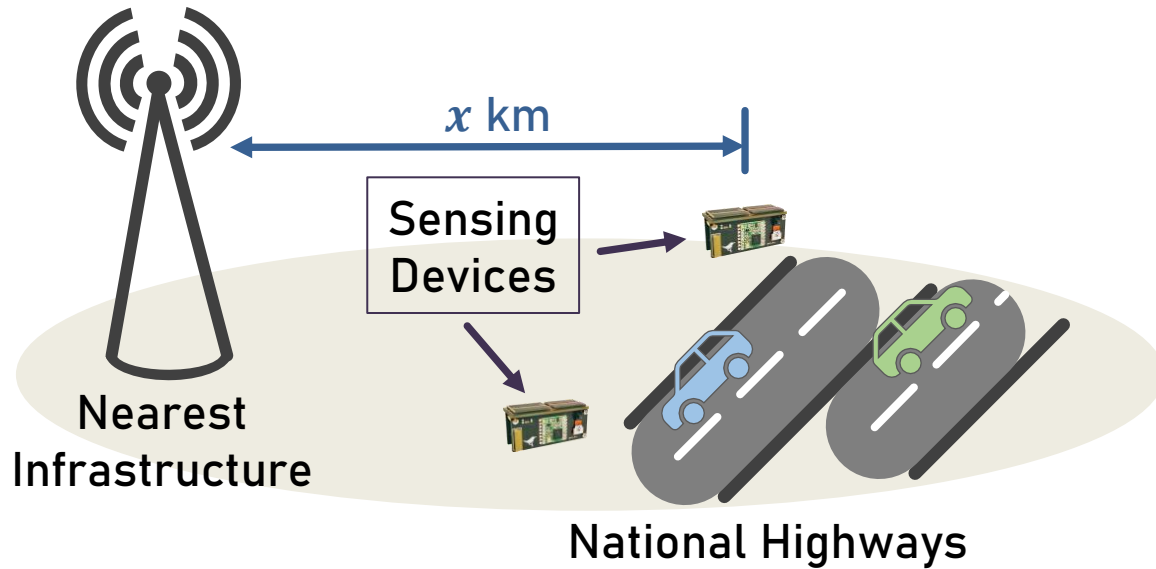 x km
Sensing
Devices
Nearest
Infrastructure
National Highways